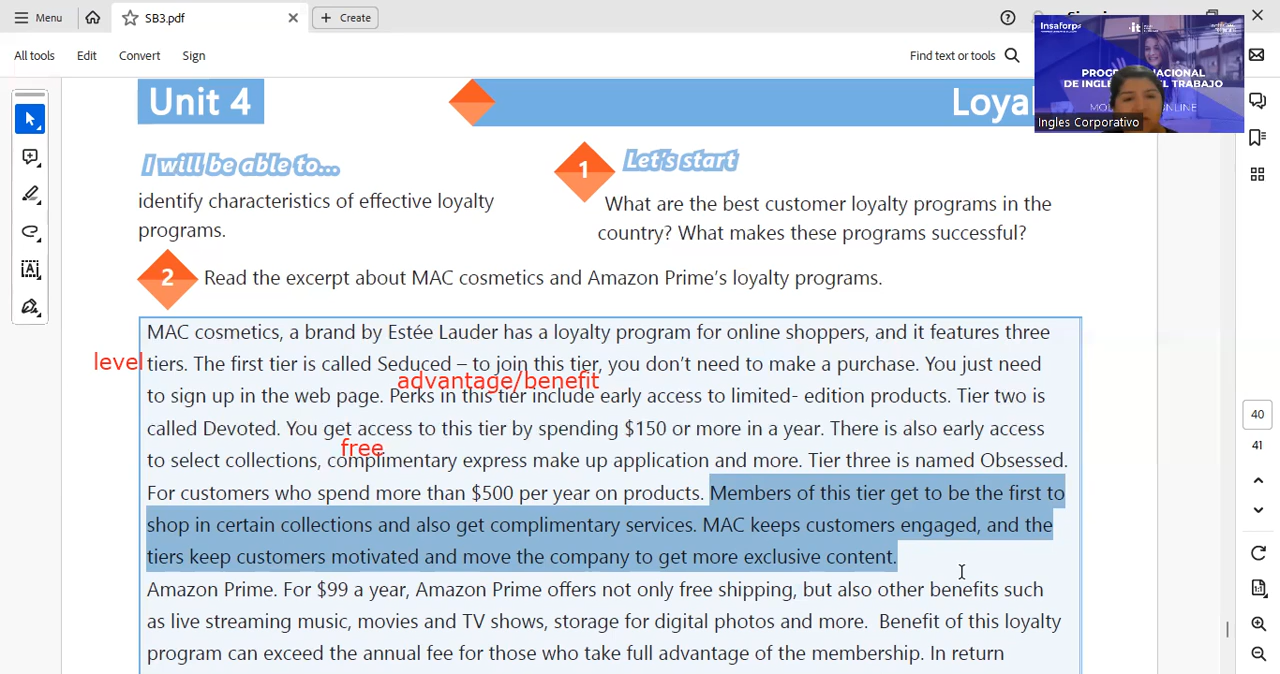 Menu
SB3.pdf
Create
All tools
Edit
Convert
Sign
Find text or tools
Insaforp
it
PROG NACIONAL
DE INGLE EL TRABAJO
MO ONLINE
Ingles Corporativo
Unit 4
Loya
I will be able to...
identify characteristics of effective loyalty
programs.
1
Let's start
What are the best customer loyalty programs in the
country? What makes these programs successful?
2
Read the excerpt about MAC cosmetics and Amazon Prime's loyalty programs.
MAC cosmetics, a brand by Estée Lauder has a loyalty program for online shoppers, and it features three
level
tiers. The first tier is called Seduced – to join this tier, you don't need to make a purchase. You just need
advantage/benefit
to sign up in the web page. Perks in this tier include early access to limited- edition products. Tier two is
called Devoted. You get access to this tier by spending $150 or more in a year. There is also early access
free
to select collections, complimentary express make up application and more. Tier three is named Obsessed.
For customers who spend more than $500 per year on products. Members of this tier get to be the first to
shop in certain collections and also get complimentary services. MAC keeps customers engaged, and the
tiers keep customers motivated and move the company to get more exclusive content.
Amazon Prime. For $99 a year, Amazon Prime offers not only free shipping, but also other benefits such
as live streaming music, movies and TV shows, storage for digital photos and more. Benefit of this loyalty
program can exceed the annual fee for those who take full advantage of the membership. In return
40
41